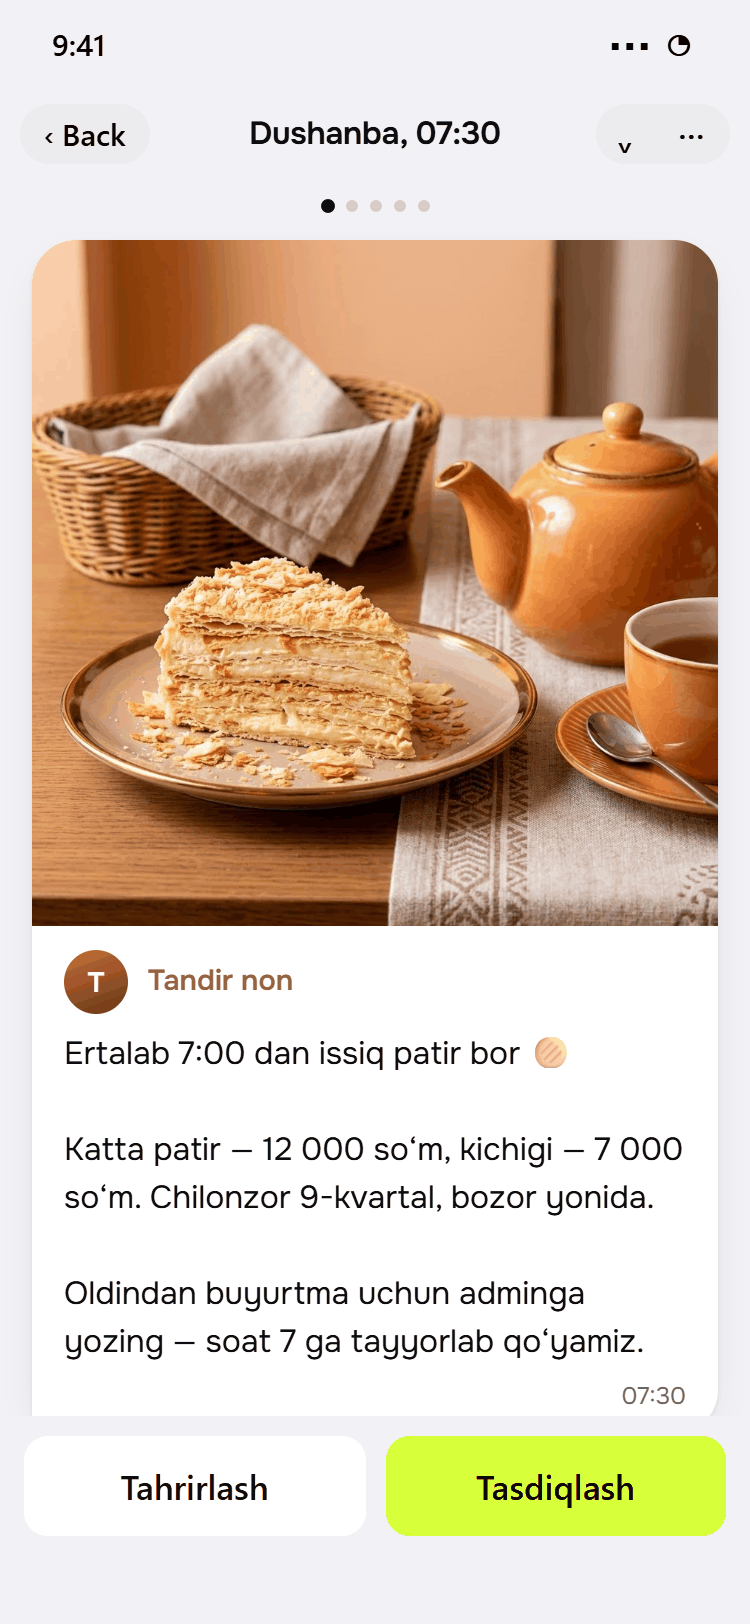 9:41
‹ Back
Dushanba, 07:30
Tandir non
T
Ertalab 7:00 dan issiq patir bor
Katta patir — 12 000 so‘m, kichigi — 7 000
so‘m. Chilonzor 9-kvartal, bozor yonida.
Oldindan buyurtma uchun adminga
yozing — soat 7 ga tayyorlab qo‘yamiz.
07:30
Tahrirlash
Tasdiqlash